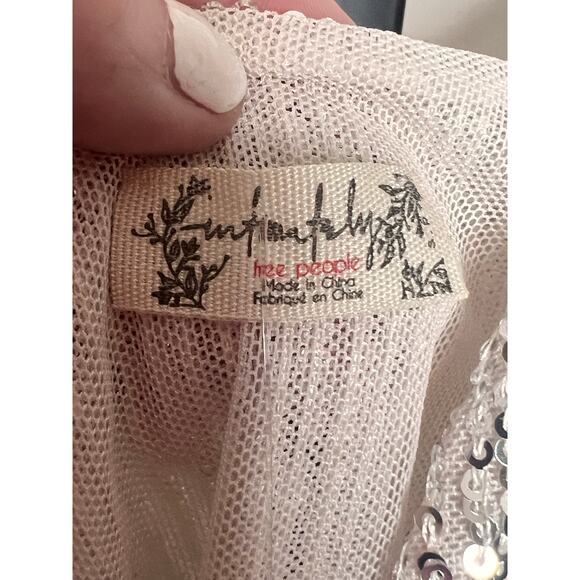 intimately
free people
Made in China
Fabriqué en Chine